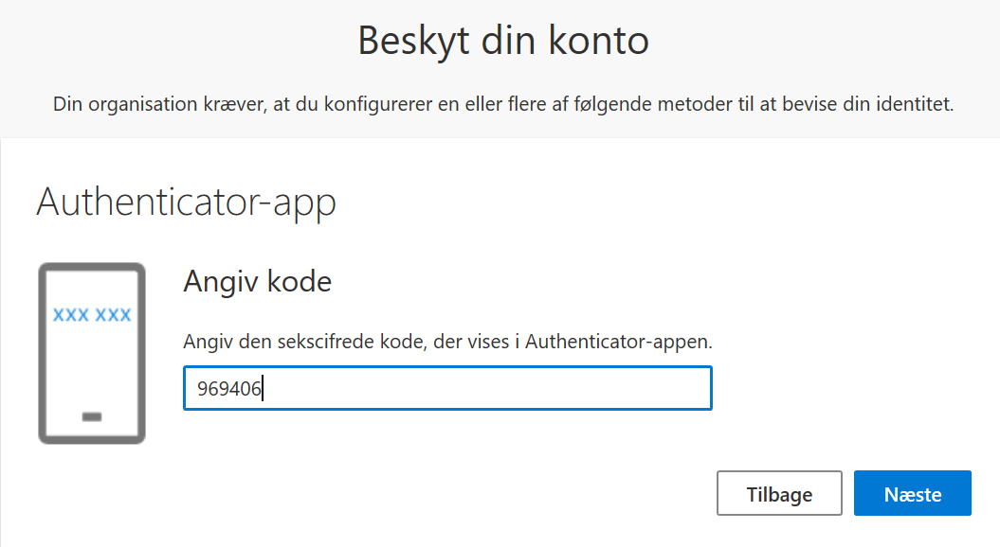 Beskyt din konto
Din organisation kræver, at du konfigurerer en eller flere af følgende metoder til at bevise din identitet.
Authenticator-app
XXX XXX
Angiv kode
Angiv den sekscifrede kode, der vises i Authenticator-appen.
969406
Tilbage
Næste